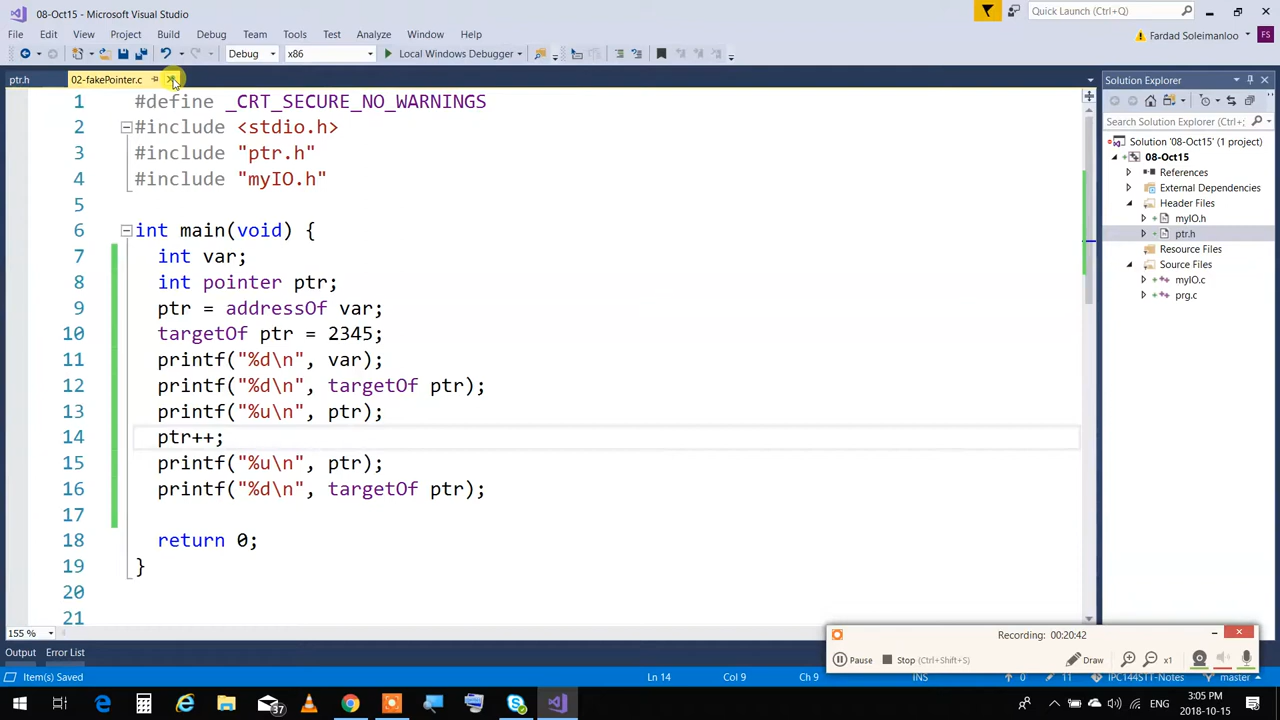 08-Oct15 - Microsoft Visual Studio
Quick Launch (Ctrl+Q)
File Edit View Project Build Debug Team Tools Test Analyze Window Help
Fardad Soleimanloo FS
Debug x86 Local Windows Debugger
ptr.h 02-fakePointer.c
Solution Explorer
Search Solution Explorer (Ctrl+;
1 #define _CRT_SECURE_NO_WARNINGS
2 #include <stdio.h>
3 #include "ptr.h"
4 #include "myIO.h"
5
6 int main(void) {
7 int var;
8 int pointer ptr;
9 ptr = addressOf var;
10 targetOf ptr = 2345;
11 printf("%d\n", var);
12 printf("%d\n", targetOf ptr);
13 printf("%u\n", ptr);
14 ptr++;
15 printf("%u\n", ptr);
16 printf("%d\n", targetOf ptr);
17
18 return 0;
19 }
20
21
Solution '08-Oct15' (1 project)
08-Oct15
References
External Dependencies
Header Files
myIO.h
ptr.h
Resource Files
Source Files
myIO.c
prg.c
155 %
Recording: 00:20:42
Pause Stop (Ctrl+Shift+S) Draw x1
Output Error List
Item(s) Saved Ln 14 Col 9 Ch 9 INS 0 11 IPC144STT-Notes master
37
ENG 3:05 PM
2018-10-15